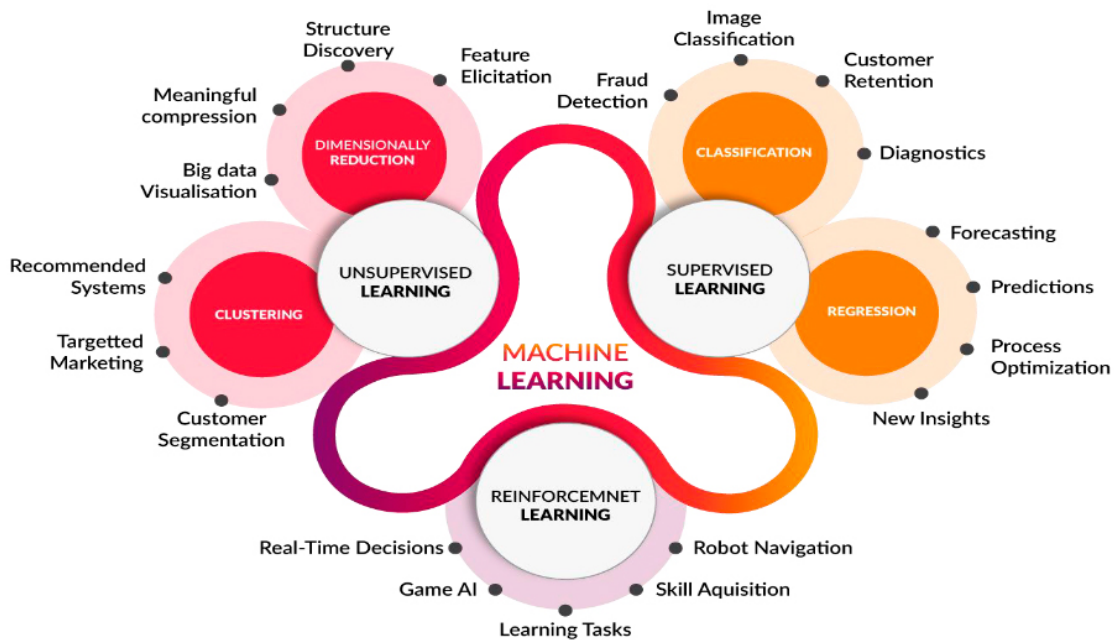 Structure
Discovery
Feature
Elicitation
Meaningful
compression
Big data
Visualisation
DIMENSIONALLY
REDUCTION
Recommended
Systems
Targetted
Marketing
Customer
Segmentation
CLUSTERING
UNSUPERVISED
LEARNING
Image
Classification
Fraud
Detection
Customer
Retention
Diagnostics
CLASSIFICATION
SUPERVISED
LEARNING
Forecasting
Predictions
Process
Optimization
New Insights
REGRESSION
MACHINE
LEARNING
REINFORCEMNET
LEARNING
Real-Time Decisions
Game AI
Learning Tasks
Skill Aquisition
Robot Navigation